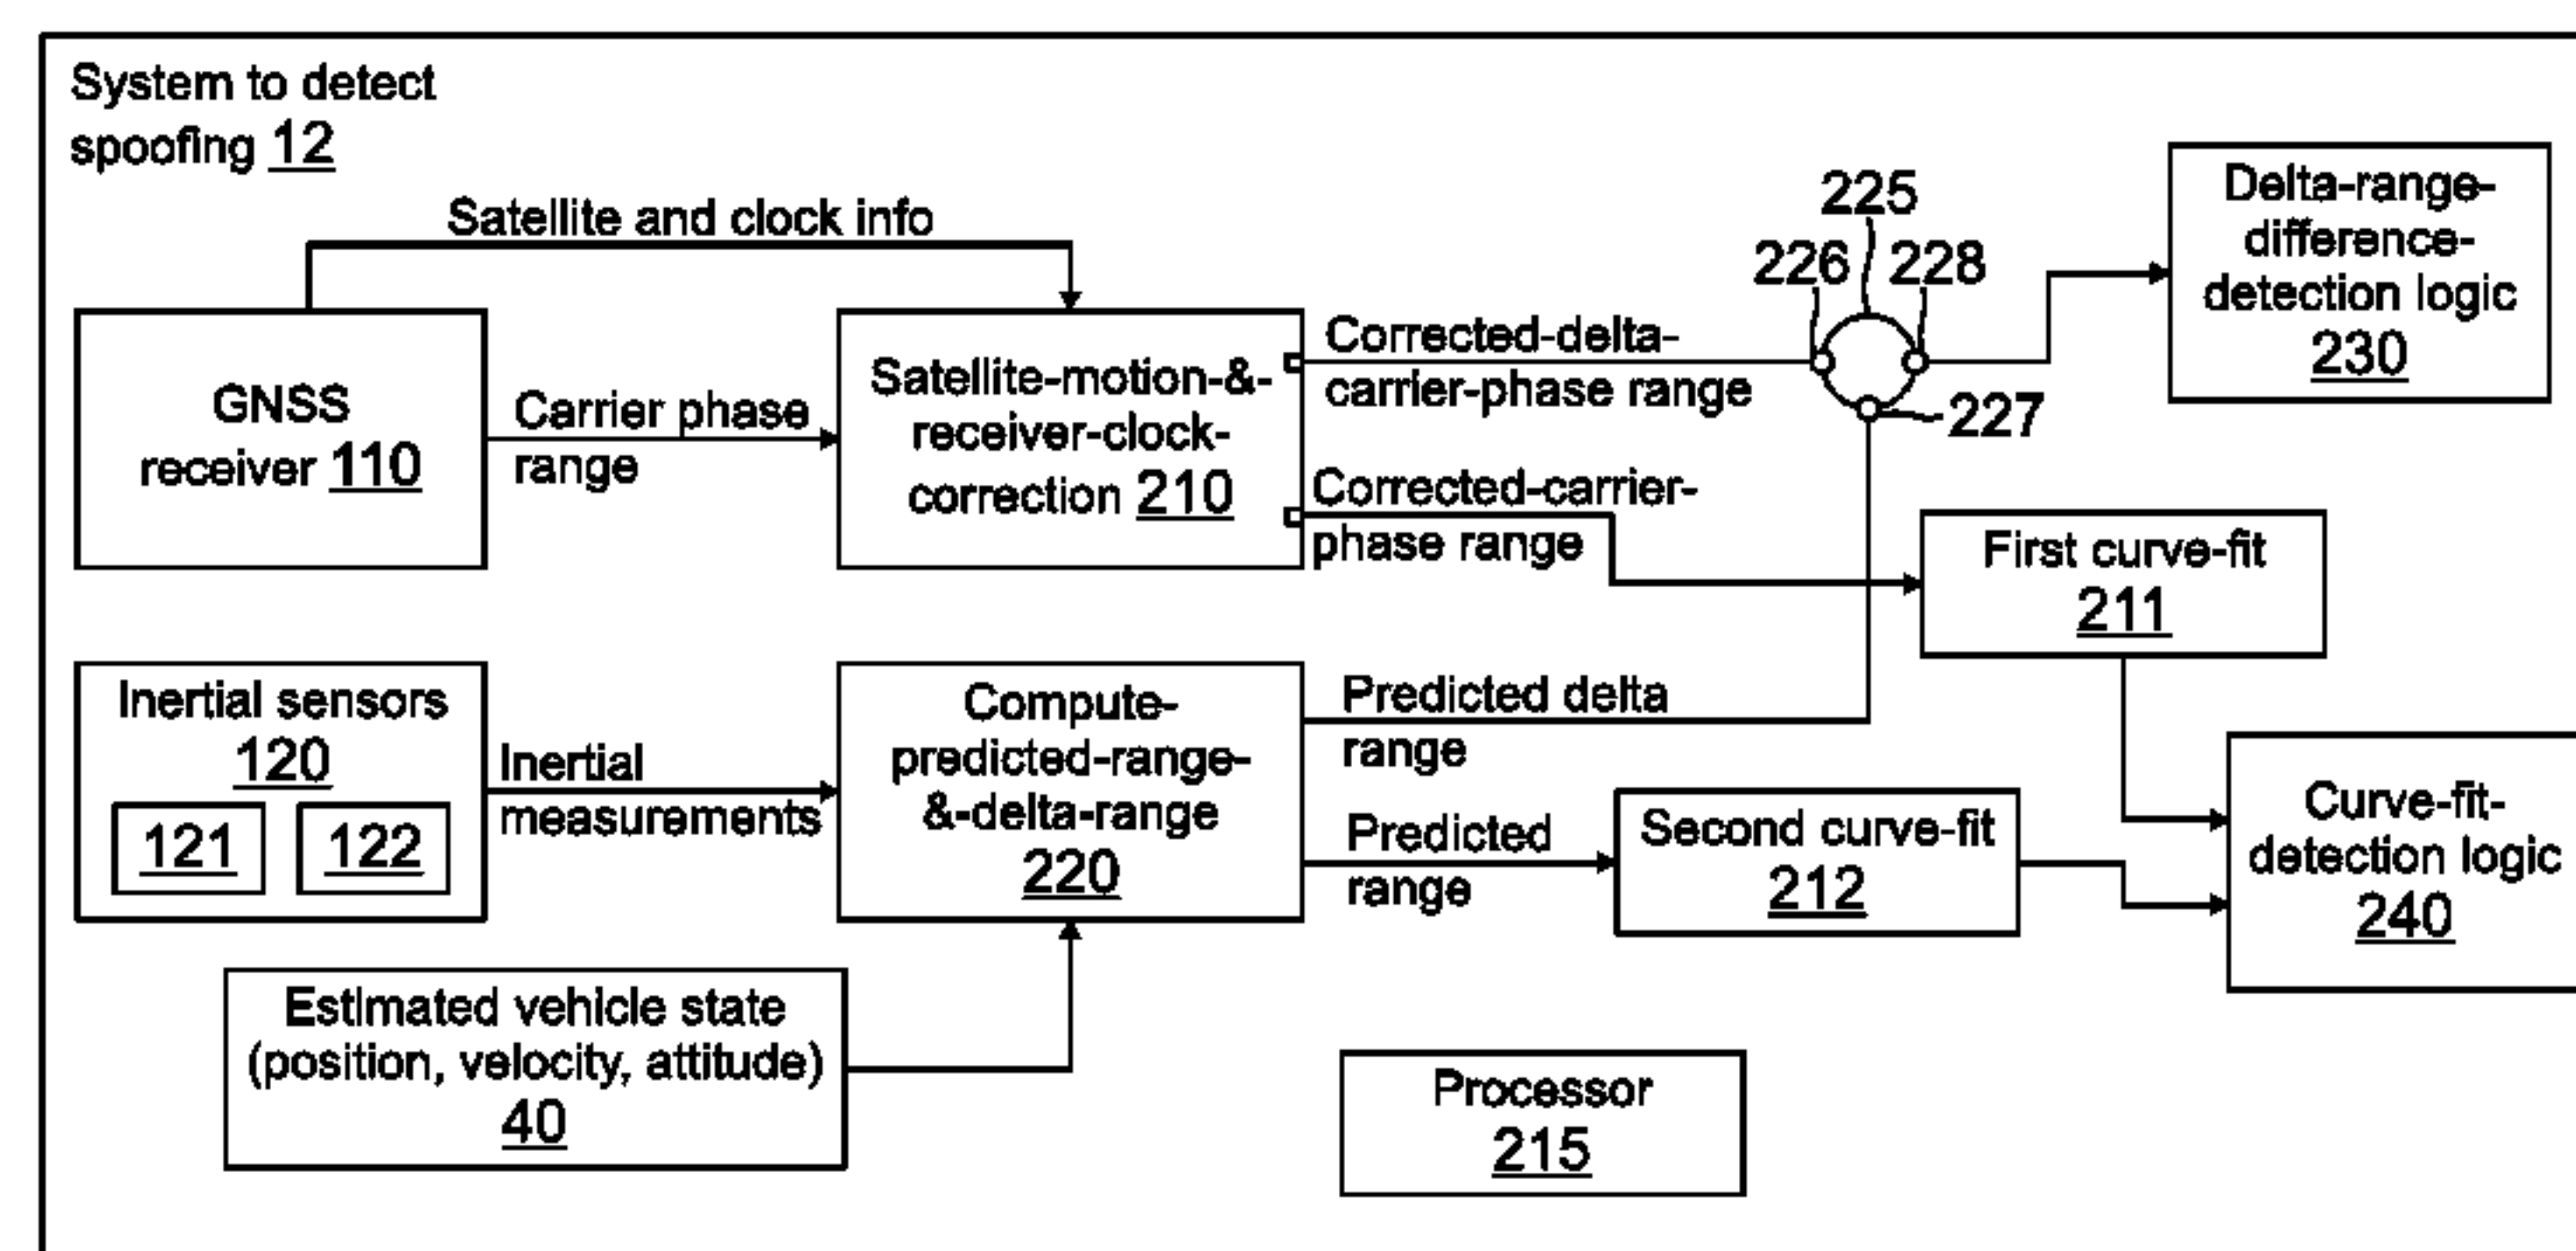 System to detect
spoofing 12
Satellite and clock info
GNSS
receiver 110
Carrier phase
range
Satellite-motion-&-
receiver-clock-
correction 210
Corrected-delta-
carrier-phase range
225
226
228
227
Delta-range-
difference-
detection logic
230
Corrected-carrier-
phase range
First curve-fit
211
Inertial sensors
120
121
122
Inertial
measurements
Compute-
predicted-range-
&-delta-range
220
Predicted delta
range
Predicted
range
Second curve-fit
212
Curve-fit-
detection logic
240
Estimated vehicle state
(position, velocity, attitude)
40
Processor
215